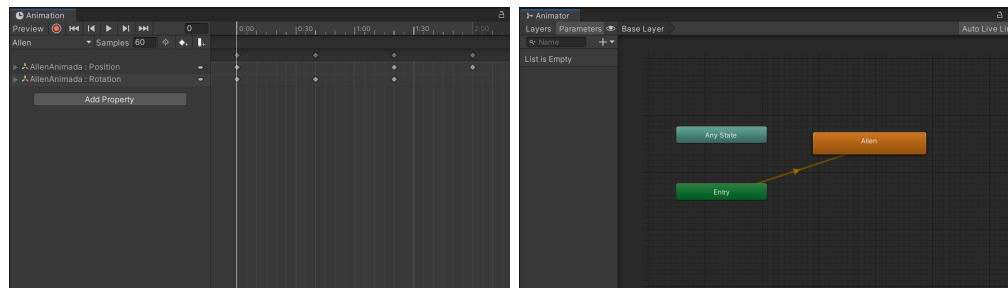 Animation
Preview 0 0:00 0:30 1:00 1:30 2:00
Allen Samples 60
AllenAnimada : Position
AllenAnimada : Rotation
Add Property
Animator
Layers Parameters Base Layer Auto Live Lin
Name
List is Empty
Any State
Allen
Entry